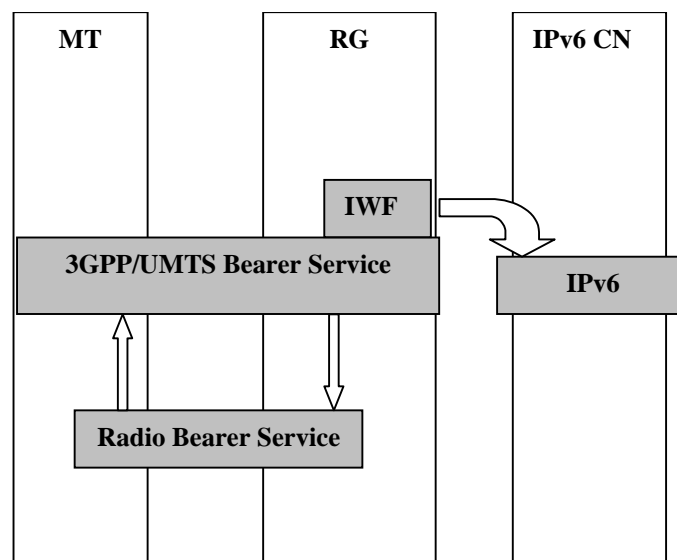 MT
RG
IPv6 CN
IWF
3GPP/UMTS Bearer Service
IPv6
Radio Bearer Service